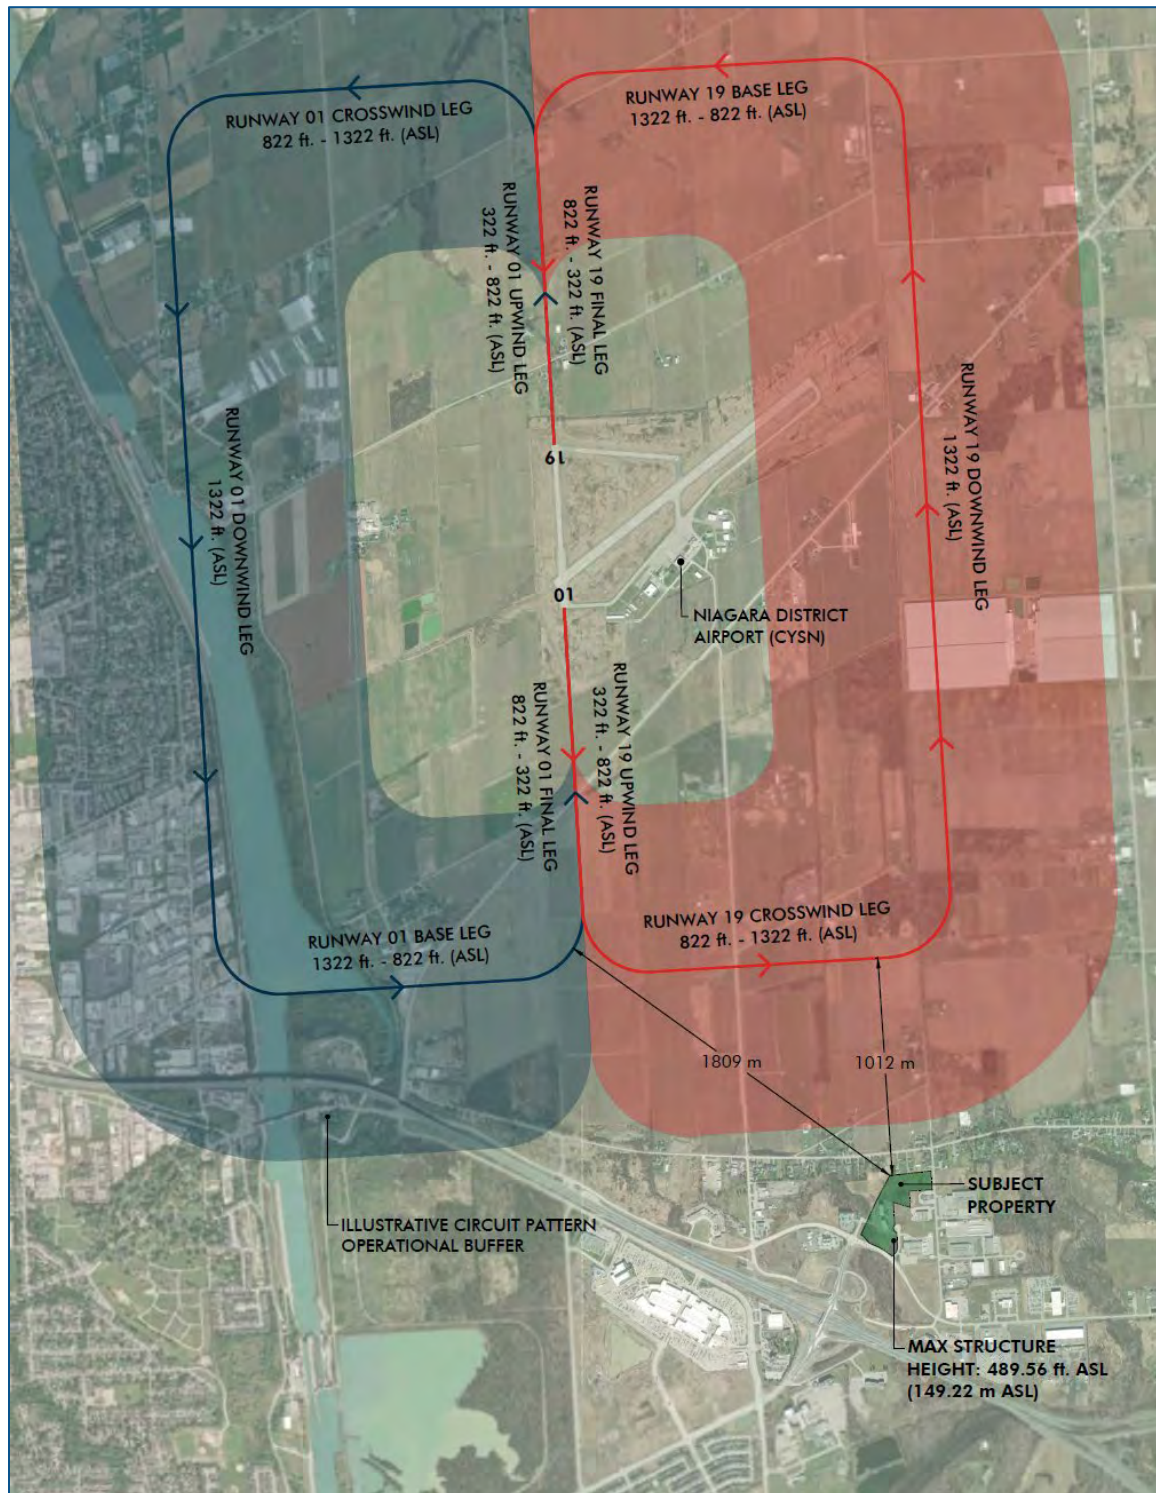 RUNWAY 01 CROSSWIND LEG
822 ft. - 1322 ft. (ASL)
RUNWAY 19 BASE LEG
1322 ft. - 822 ft. (ASL)
RUNWAY 01 UPWIND LEG
322 ft. - 822 ft. (ASL)
RUNWAY 19 FINAL LEG
822 ft. - 322 ft. (ASL)
RUNWAY 01 DOWNWIND LEG
1322 ft. (ASL)
RUNWAY 19 DOWNWIND LEG
1322 ft. (ASL)
19
01
NIAGARA DISTRICT
AIRPORT (CYSN)
RUNWAY 01 FINAL LEG
822 ft. - 322 ft. (ASL)
RUNWAY 19 UPWIND LEG
322 ft. - 822 ft. (ASL)
RUNWAY 01 BASE LEG
1322 ft. - 822 ft. (ASL)
RUNWAY 19 CROSSWIND LEG
822 ft. - 1322 ft. (ASL)
1809 m
1012 m
SUBJECT
PROPERTY
ILLUSTRATIVE CIRCUIT PATTERN
OPERATIONAL BUFFER
MAX STRUCTURE
HEIGHT: 489.56 ft. ASL
(149.22 m ASL)